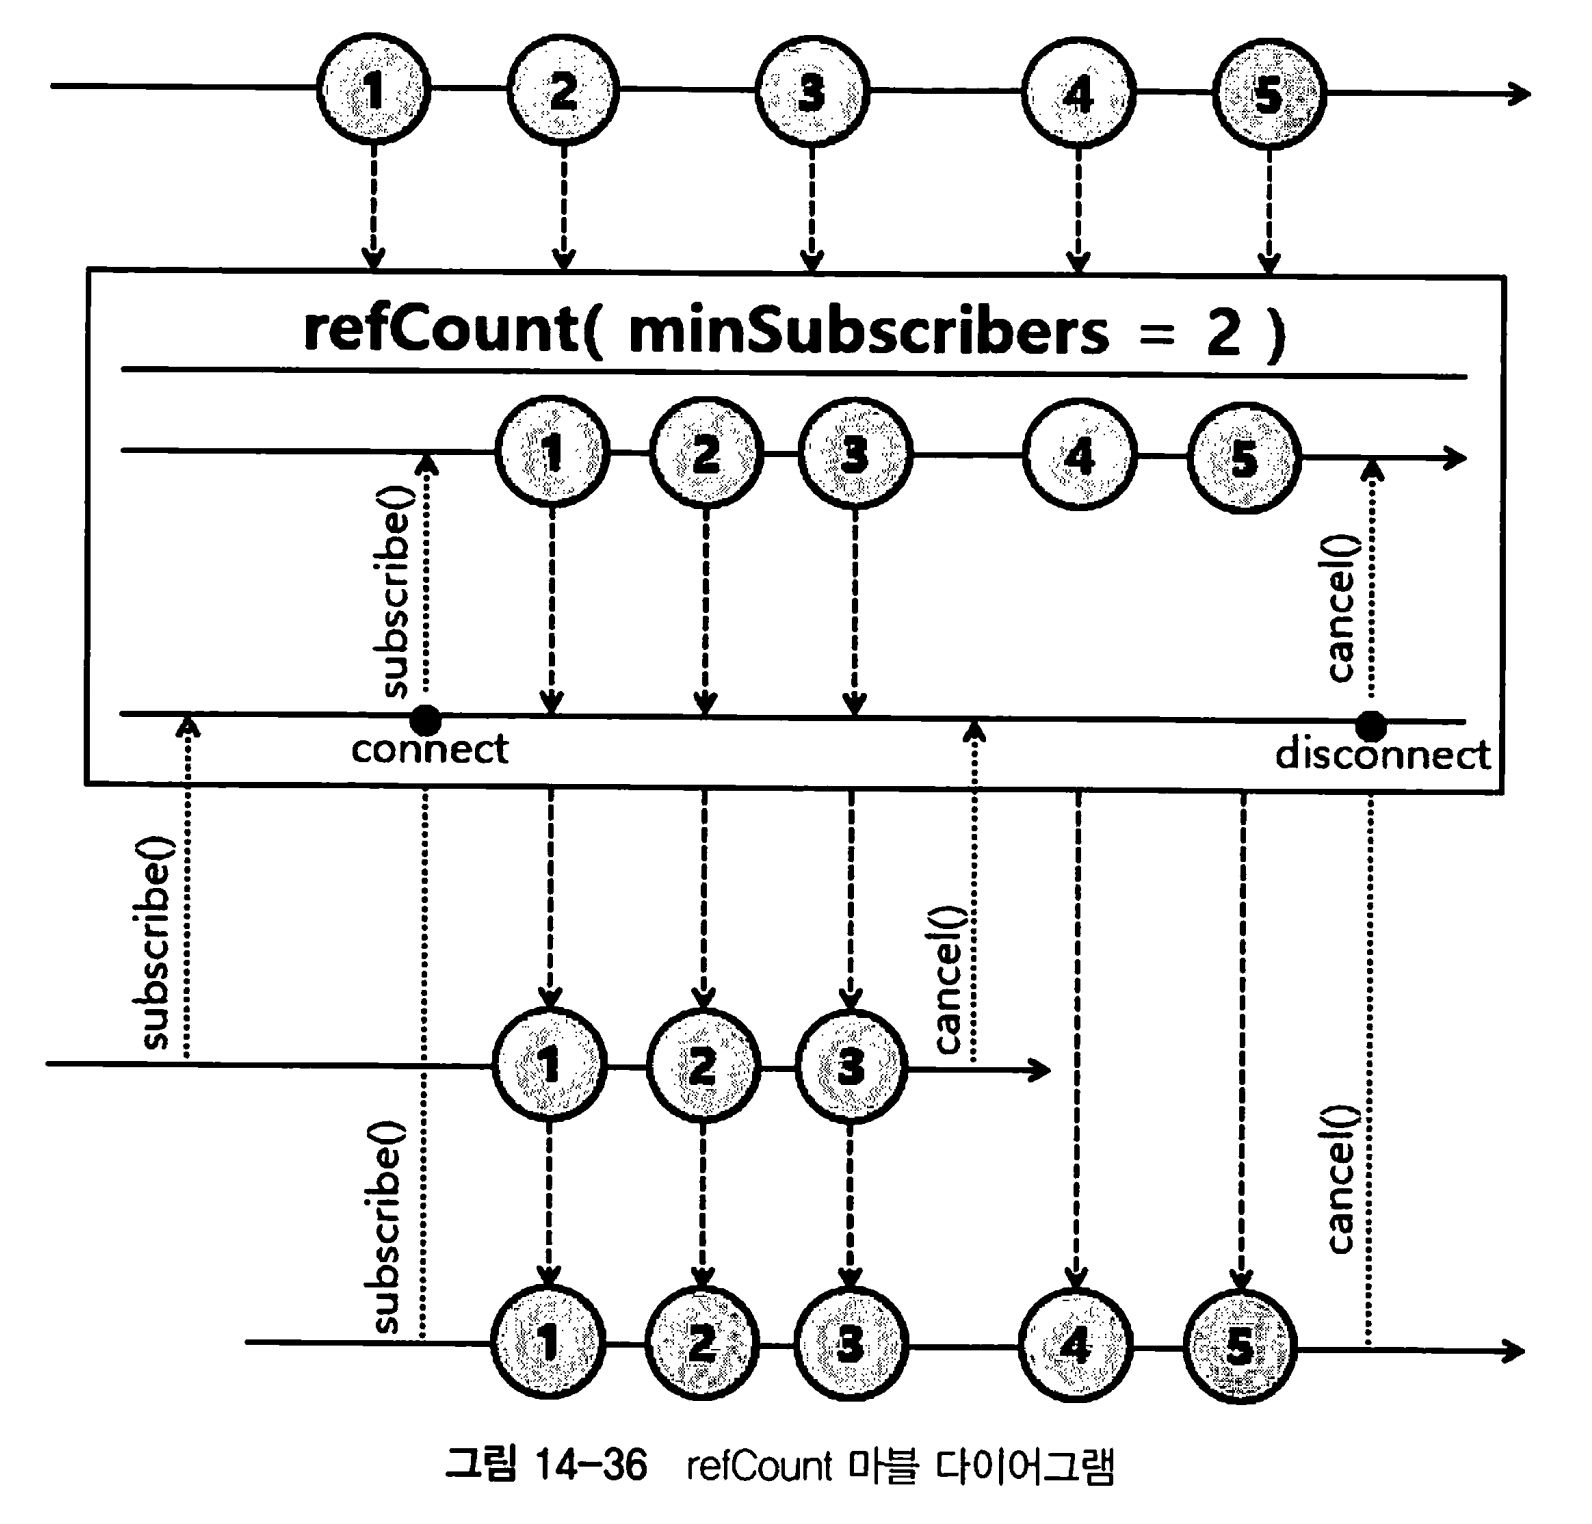 1 2 3 4 5
refCount( minSubscribers = 2 )
1 2 3 4 5
subscribe()
cancel()
connect
disconnect
subscribe()
cancel()
1 2 3
subscribe()
cancel()
1 2 3 4 5
그림 14-36 refCount 마블 다이어그램